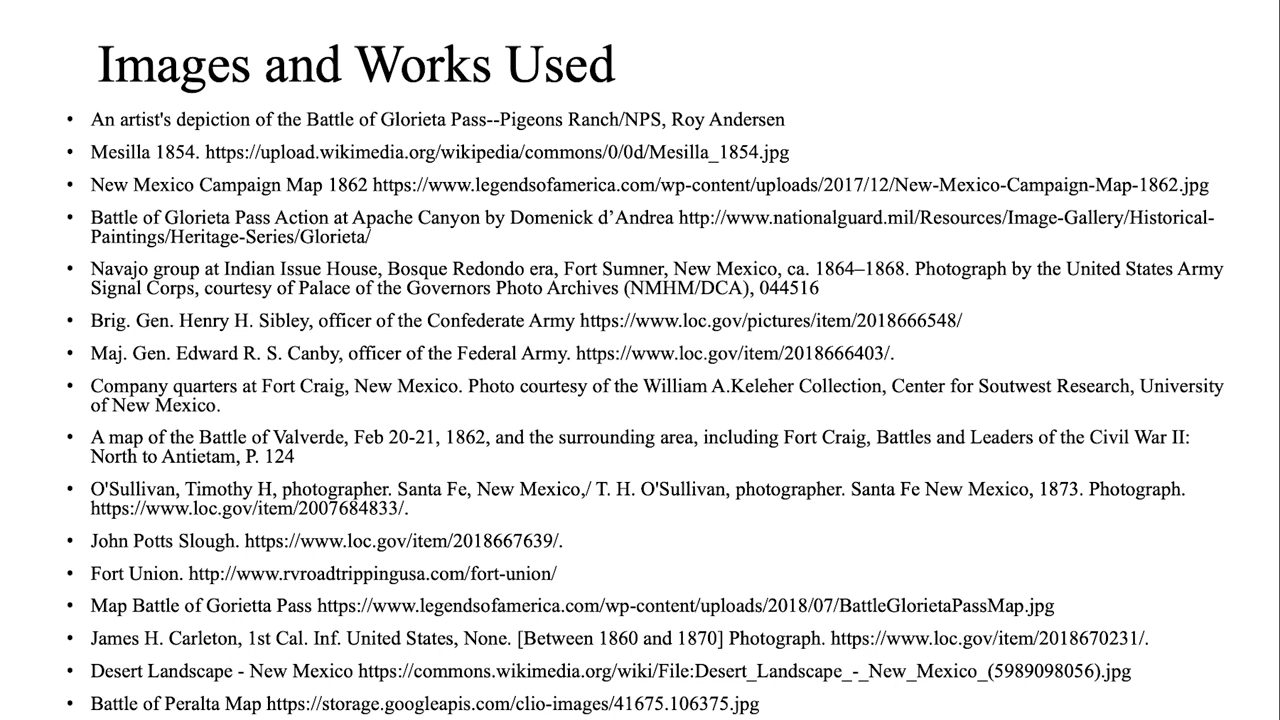 Images and Works Used
• An artist's depiction of the Battle of Glorieta Pass--Pigeons Ranch/NPS, Roy Andersen
• Mesilla 1854. https://upload.wikimedia.org/wikipedia/commons/0/0d/Mesilla_1854.jpg
• New Mexico Campaign Map 1862 https://www.legendsofamerica.com/wp-content/uploads/2017/12/New-Mexico-Campaign-Map-1862.jpg
• Battle of Glorieta Pass Action at Apache Canyon by Domenick d’Andrea http://www.nationalguard.mil/Resources/Image-Gallery/Historical-
Paintings/Heritage-Series/Glorieta/
• Navajo group at Indian Issue House, Bosque Redondo era, Fort Sumner, New Mexico, ca. 1864–1868. Photograph by the United States Army
Signal Corps, courtesy of Palace of the Governors Photo Archives (NMHM/DCA), 044516
• Brig. Gen. Henry H. Sibley, officer of the Confederate Army https://www.loc.gov/pictures/item/2018666548/
• Maj. Gen. Edward R. S. Canby, officer of the Federal Army. https://www.loc.gov/item/2018666403/.
• Company quarters at Fort Craig, New Mexico. Photo courtesy of the William A.Keleher Collection, Center for Soutwest Research, University
of New Mexico.
• A map of the Battle of Valverde, Feb 20-21, 1862, and the surrounding area, including Fort Craig, Battles and Leaders of the Civil War II:
North to Antietam, P. 124
• O'Sullivan, Timothy H, photographer. Santa Fe, New Mexico,/ T. H. O'Sullivan, photographer. Santa Fe New Mexico, 1873. Photograph.
https://www.loc.gov/item/2007684833/.
• John Potts Slough. https://www.loc.gov/item/2018667639/.
• Fort Union. http://www.rvroadtrippingusa.com/fort-union/
• Map Battle of Gorietta Pass https://www.legendsofamerica.com/wp-content/uploads/2018/07/BattleGlorietaPassMap.jpg
• James H. Carleton, 1st Cal. Inf. United States, None. [Between 1860 and 1870] Photograph. https://www.loc.gov/item/2018670231/.
• Desert Landscape - New Mexico https://commons.wikimedia.org/wiki/File:Desert_Landscape_-_New_Mexico_(5989098056).jpg
• Battle of Peralta Map https://storage.googleapis.com/clio-images/41675.106375.jpg